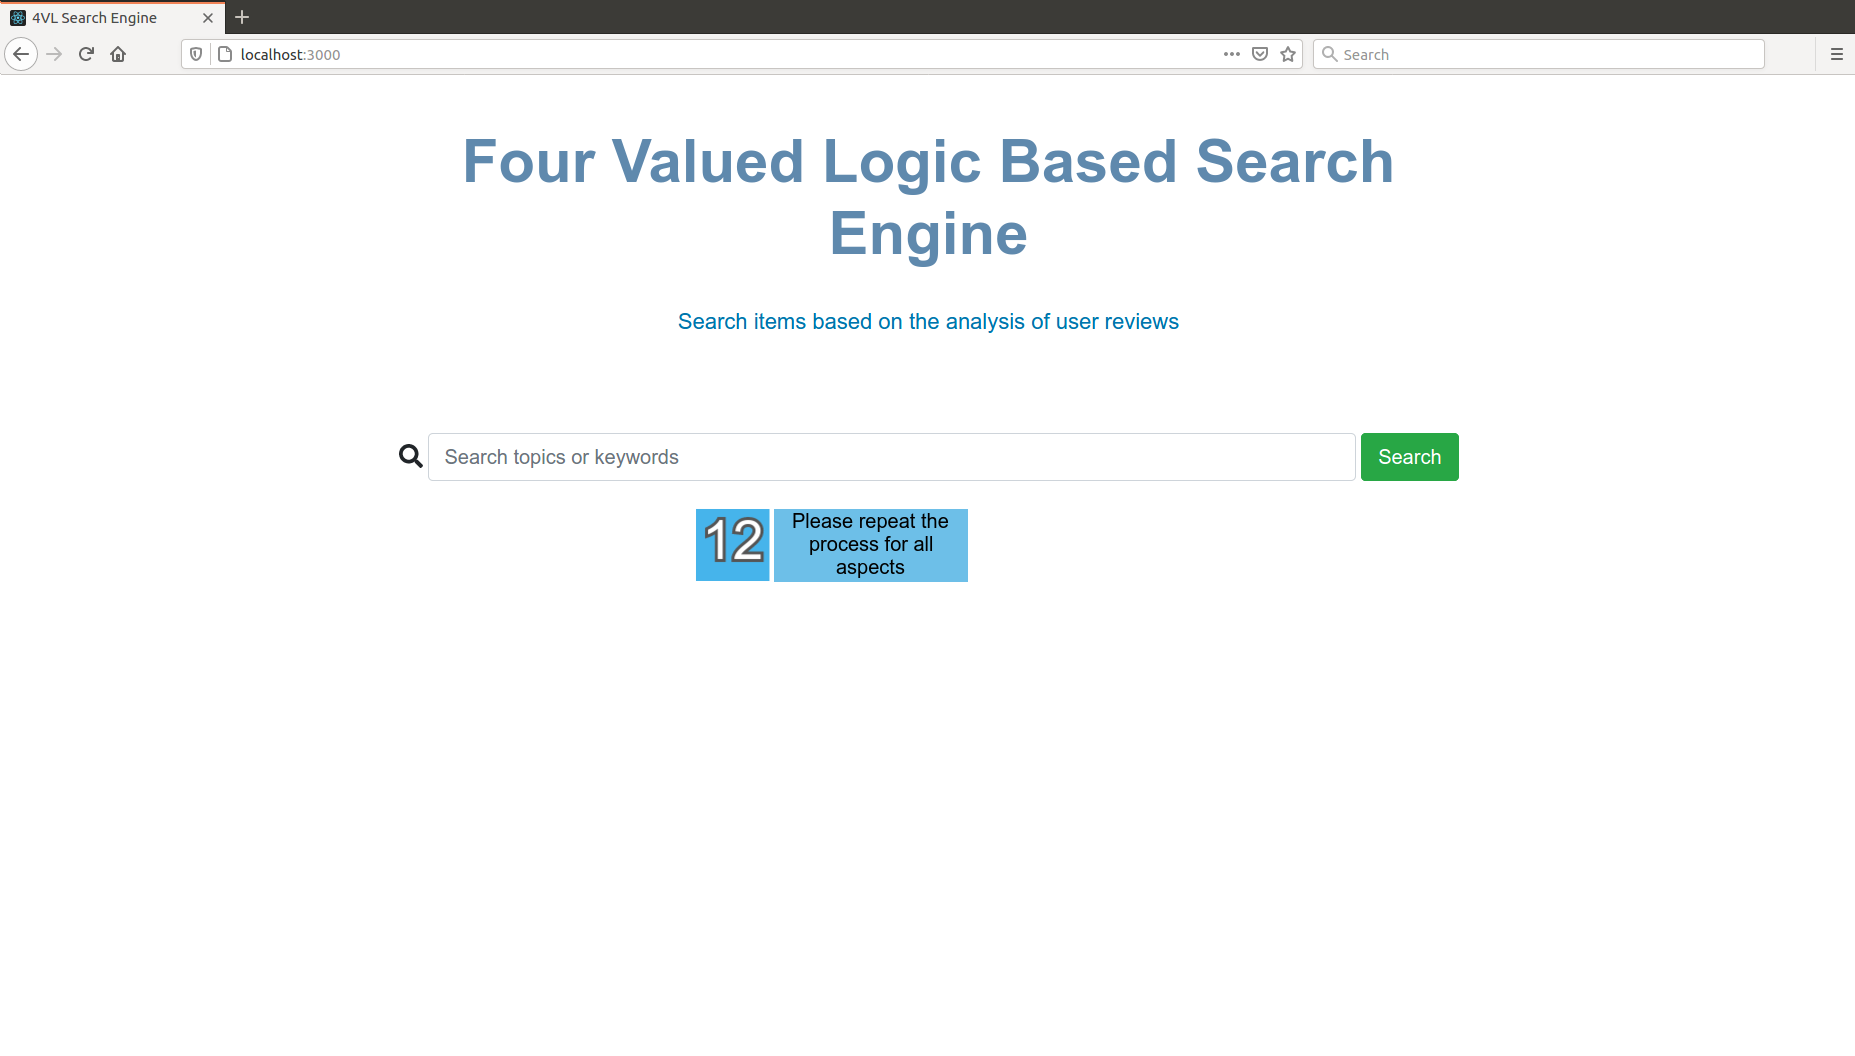 4VL Search Engine
localhost:3000
Search
Four Valued Logic Based Search
Engine
Search items based on the analysis of user reviews
Search topics or keywords
Search
12
Please repeat the
process for all
aspects